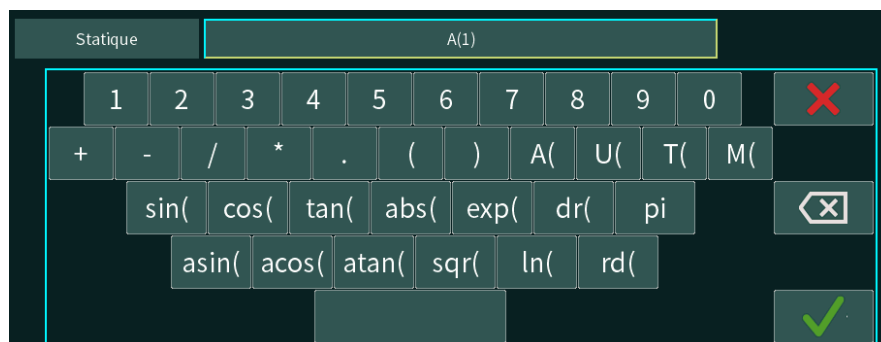 Statique A(1)
1 2 3 4 5 6 7 8 9 0
+ - / * . ( ) A( U( T( M(
sin( cos( tan( abs( exp( dr( pi
asin( acos( atan( sqr( ln( rd(